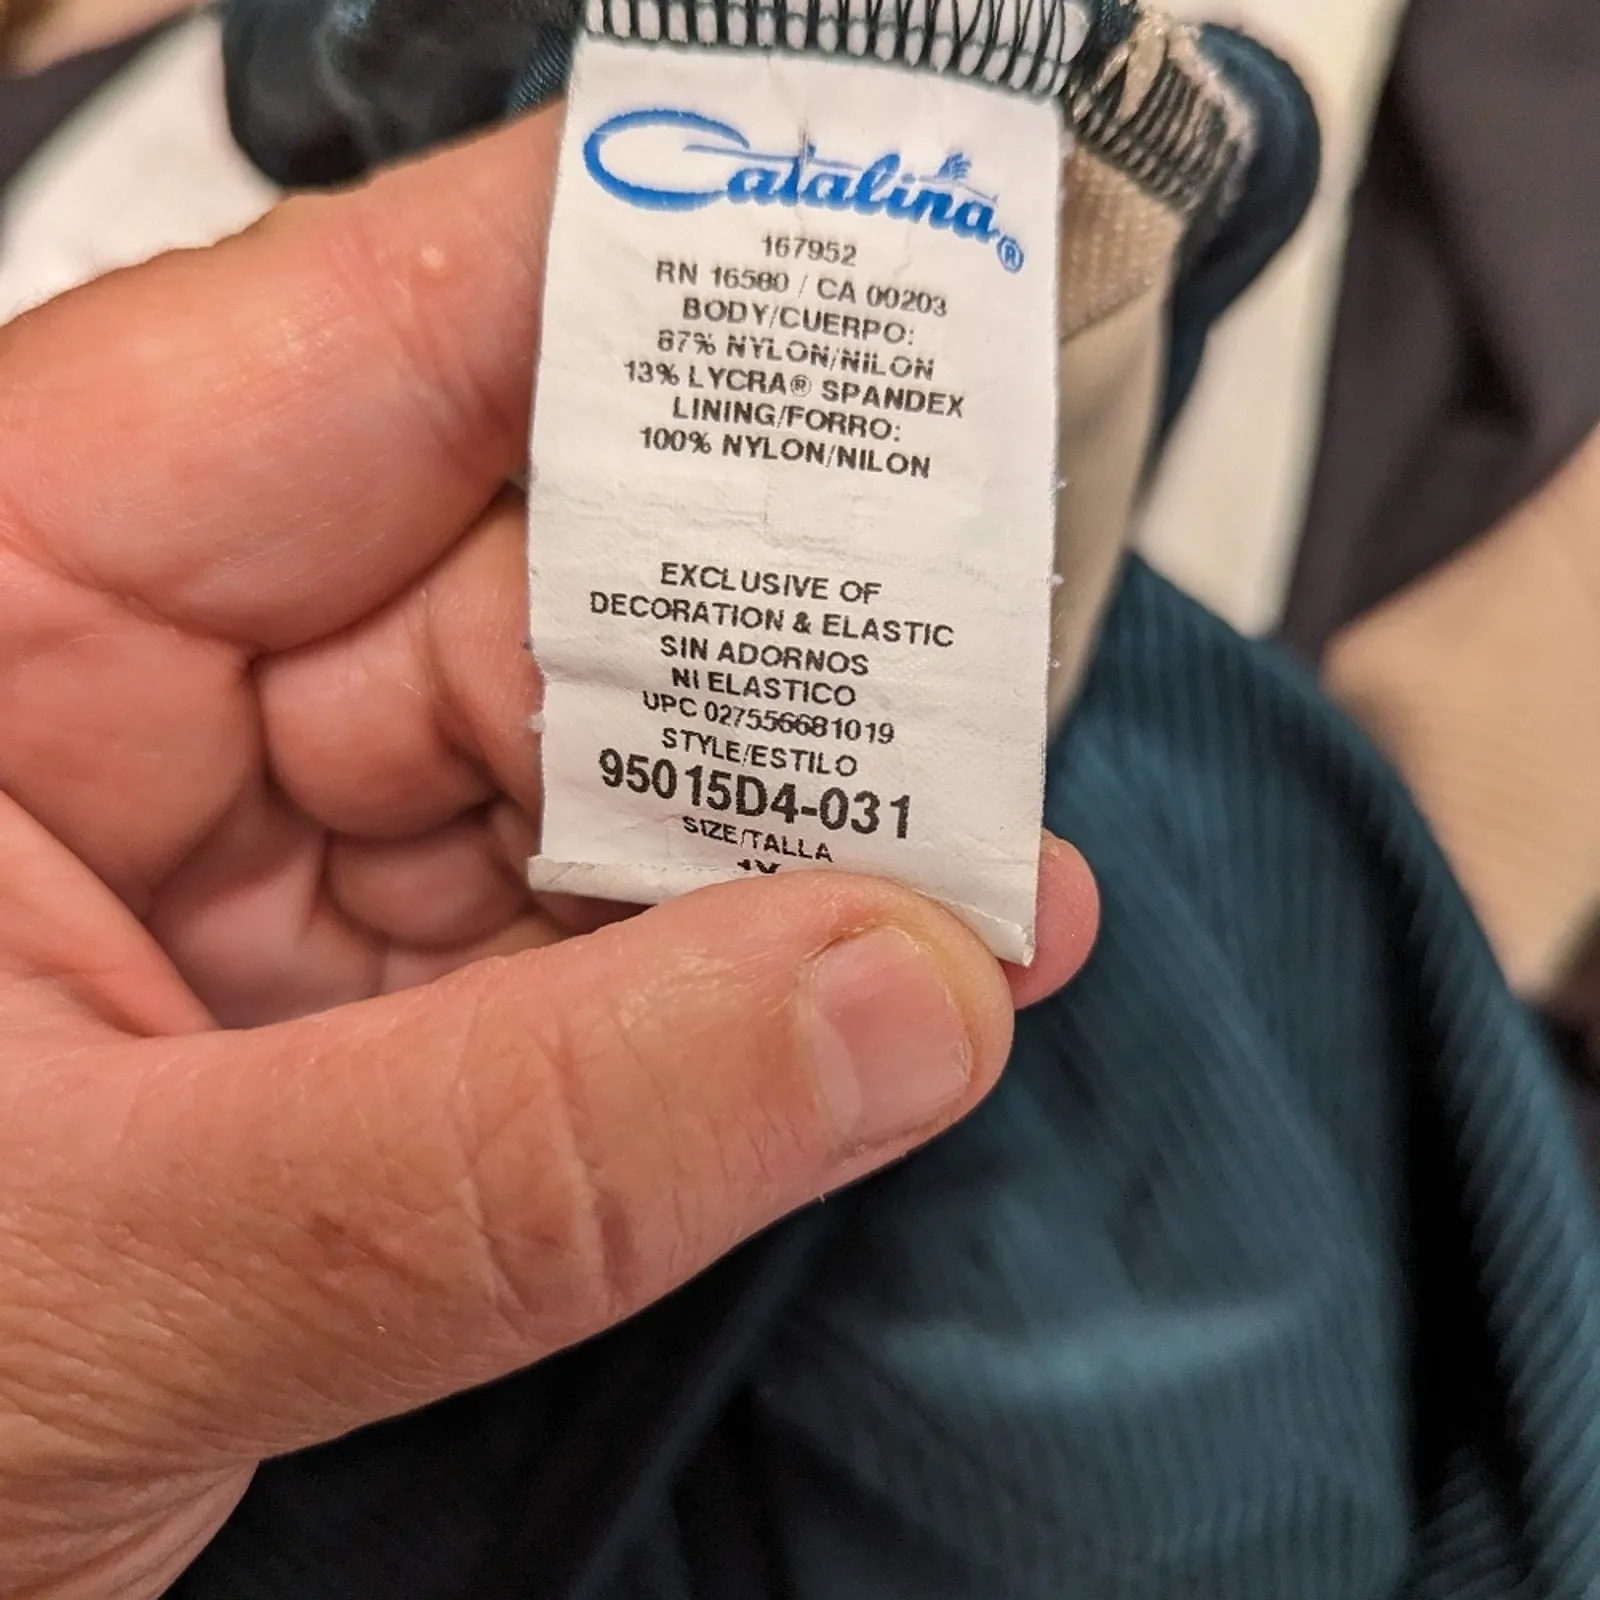 Catalina®
167952
RN 16580 / CA 00203
BODY/CUERPO:
87% NYLON/NILON
13% LYCRA® SPANDEX
LINING/FORRO:
100% NYLON/NILON
EXCLUSIVE OF
DECORATION & ELASTIC
SIN ADORNOS
NI ELASTICO
UPC 027556681019
STYLE/ESTILO
95015D4-031
SIZE/TALLA